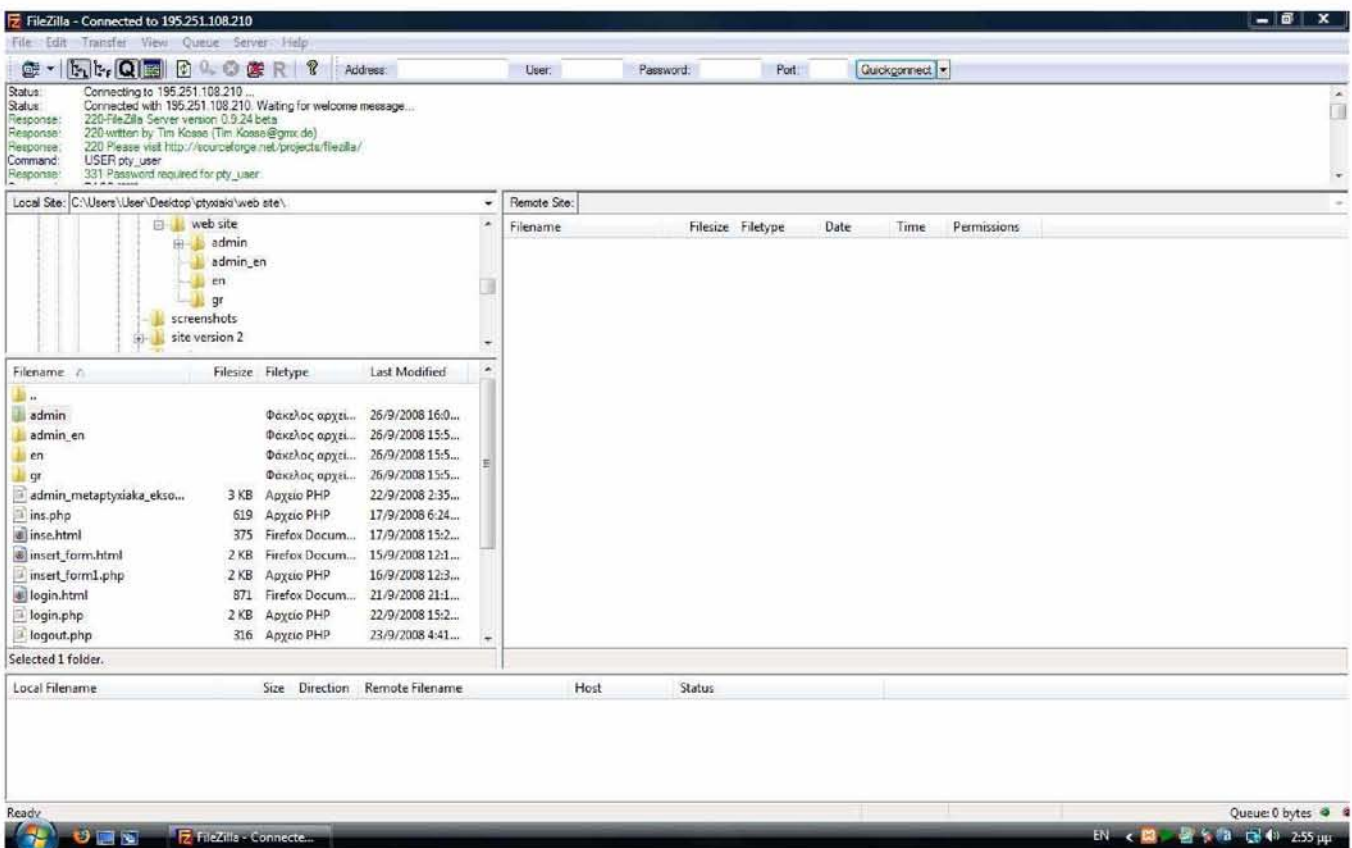 FileZilla - Connected to 195.251.108.210
File Edit Transfer View Queue Server Help
Address: User: Password: Port: Quickconnect
Status: Connecting to 195.251.108.210 ...
Status: Connected with 195.251.108.210. Waiting for welcome message...
Response: 220-FileZilla Server version 0.9.24 beta
Response: 220-written by Tim Kosse (Tim.Kosse@gmx.de)
Response: 220 Please visit http://sourceforge.net/projects/filezilla/
Command: USER pty_user
Response: 331 Password required for pty_user
Local Site: C:\Users\User\Desktop\ptyxiaki\web site\
Remote Site:
web site
admin
admin_en
en
gr
screenshots
site version 2
Filename Filesize Filetype Date Time Permissions
Filename Filesize Filetype Last Modified
..
admin Φάκελος αρχεί... 26/9/2008 16:0...
admin_en Φάκελος αρχεί... 26/9/2008 15:5...
en Φάκελος αρχεί... 26/9/2008 15:5...
gr Φάκελος αρχεί... 26/9/2008 15:5...
admin_metaptyxiaka_ekso... 3 KB Αρχείο PHP 22/9/2008 2:35...
ins.php 619 Αρχείο PHP 17/9/2008 6:24...
inse.html 375 Firefox Docum... 17/9/2008 15:2...
insert_form.html 2 KB Firefox Docum... 15/9/2008 12:1...
insert_form1.php 2 KB Αρχείο PHP 16/9/2008 12:3...
login.html 871 Firefox Docum... 21/9/2008 21:1...
login.php 2 KB Αρχείο PHP 22/9/2008 15:2...
logout.php 316 Αρχείο PHP 23/9/2008 4:41...
Selected 1 folder.
Local Filename Size Direction Remote Filename Host Status
Ready Queue: 0 bytes
FileZilla - Connecte... EN 2:55 μμ